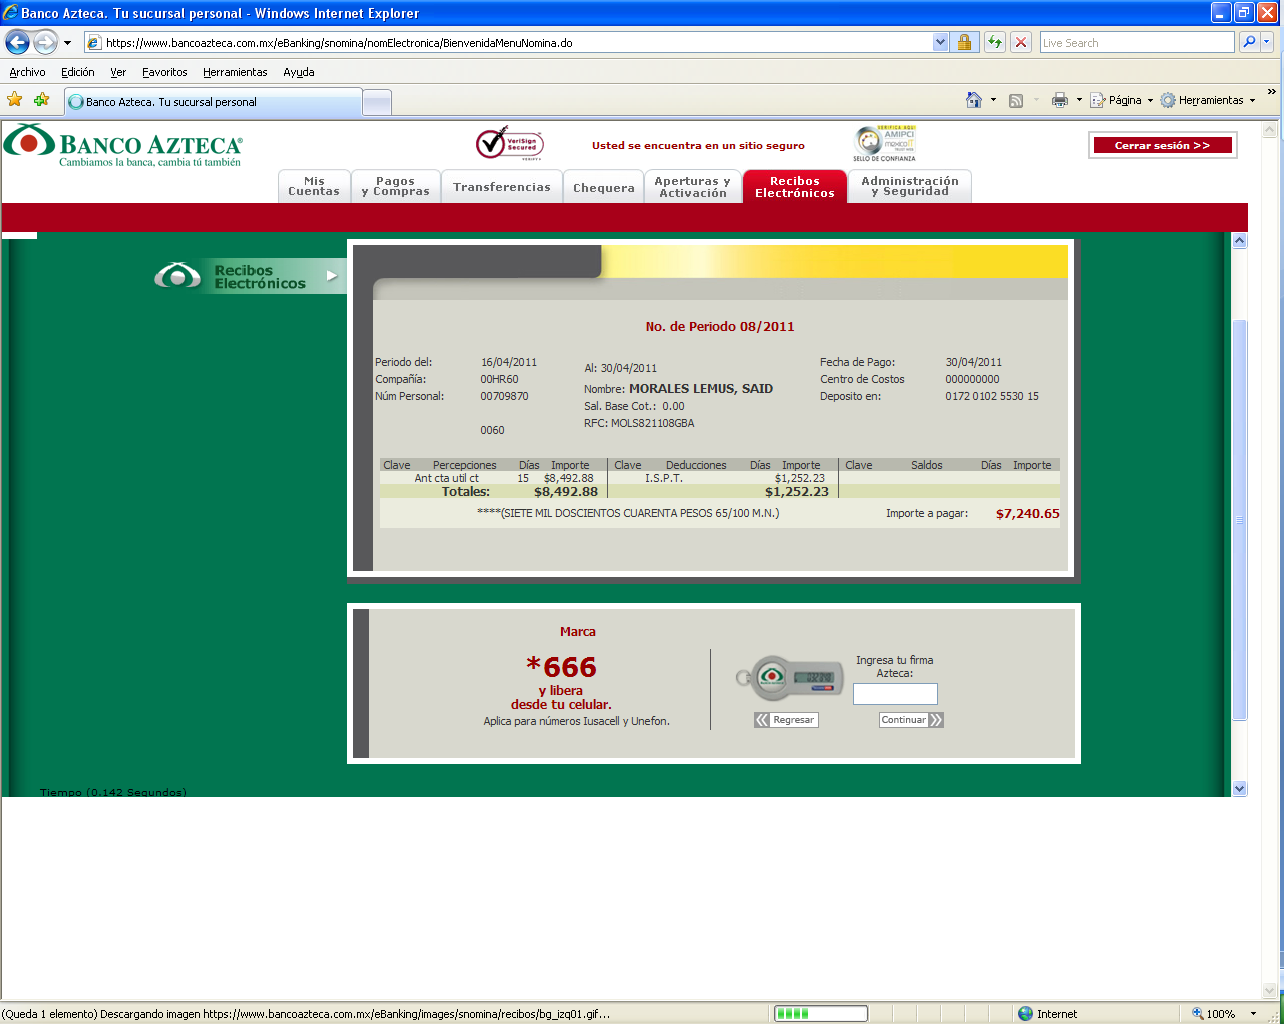 Banco Azteca. Tu sucursal personal - Windows Internet Explorer
https://www.bancoazteca.com.mx/eBanking/snomina/nomElectronica/BienvenidaMenuNomina.do
Live Search
Archivo Edición Ver Favoritos Herramientas Ayuda
Banco Azteca. Tu sucursal personal
Página Herramientas »
BANCO AZTECA®
Cambiamos la banca, cambia tú también
VeriSign
Secured
VERIFY
Usted se encuentra en un sitio seguro
VERIFICA AQUI
AMIPCI
SELLO DE CONFIANZA
Cerrar sesión >>
Mis
Cuentas
Pagos
y Compras
Transferencias
Chequera
Aperturas y
Activación
Recibos
Electrónicos
Administración
y Seguridad
Recibos
Electrónicos
No. de Periodo 08/2011
Periodo del: 16/04/2011 Al: 30/04/2011 Fecha de Pago: 30/04/2011
Compañía: 00HR60 Nombre: MORALES LEMUS, SAID Centro de Costos 000000000
Núm Personal: 00709870 Sal. Base Cot.: 0.00 Deposito en: 0172 0102 5530 15
0060 RFC: MOLS821108GBA
Clave Percepciones Días Importe Clave Deducciones Días Importe Clave Saldos Días Importe
Ant cta util ct 15 $8,492.88 I.S.P.T. $1,252.23
Totales: $8,492.88 $1,252.23
****(SIETE MIL DOSCIENTOS CUARENTA PESOS 65/100 M.N.) Importe a pagar: $7,240.65
Marca
*666
y libera
desde tu celular.
Aplica para números Iusacell y Unefon.
Ingresa tu firma
Azteca:
Regresar
Continuar
Tiempo (0.142 Segundos)
(Queda 1 elemento) Descargando imagen https://www.bancoazteca.com.mx/eBanking/images/snomina/recibos/bg_izq01.gif... Internet 100%